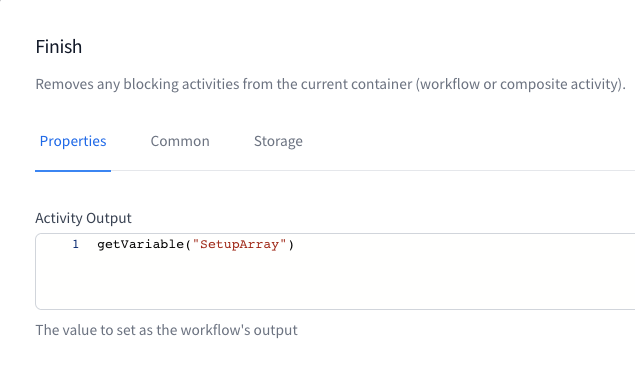 Finish
Removes any blocking activities from the current container (workflow or composite activity).
Properties Common Storage
Activity Output
1 getVariable("SetupArray")
The value to set as the workflow's output